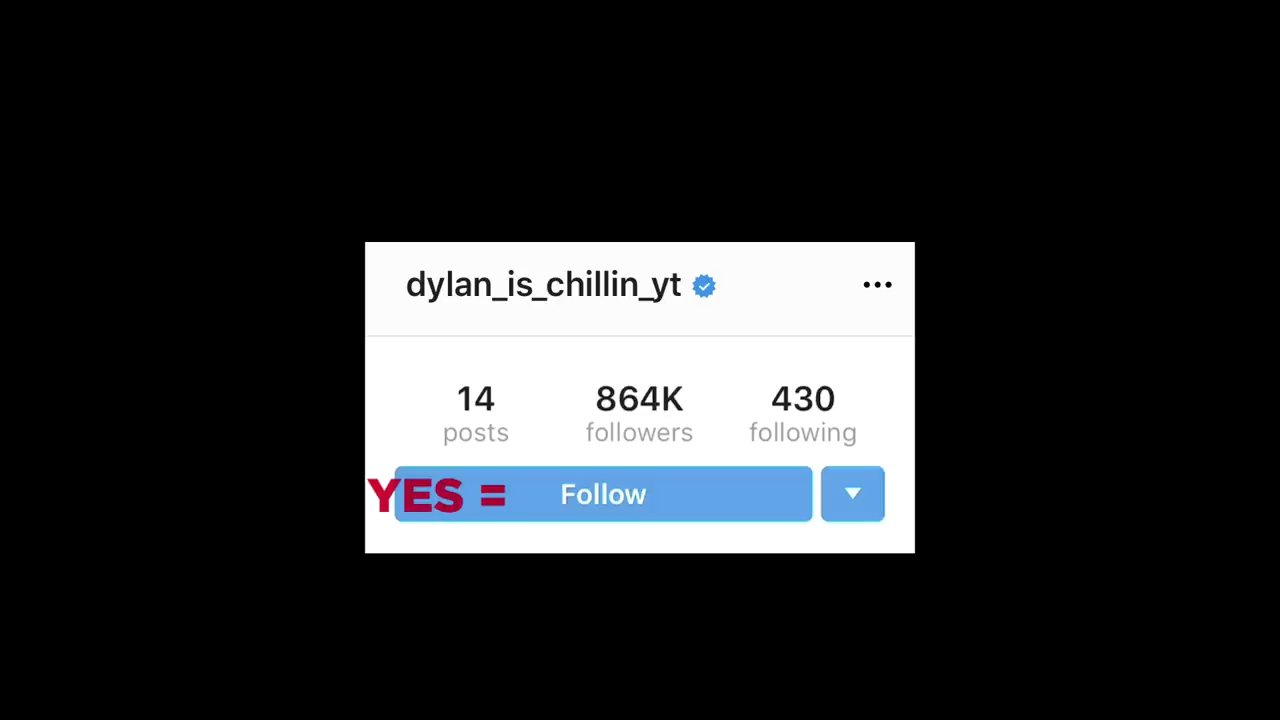 dylan_is_chillin_yt
14 864K 430
posts followers following
YES = Follow